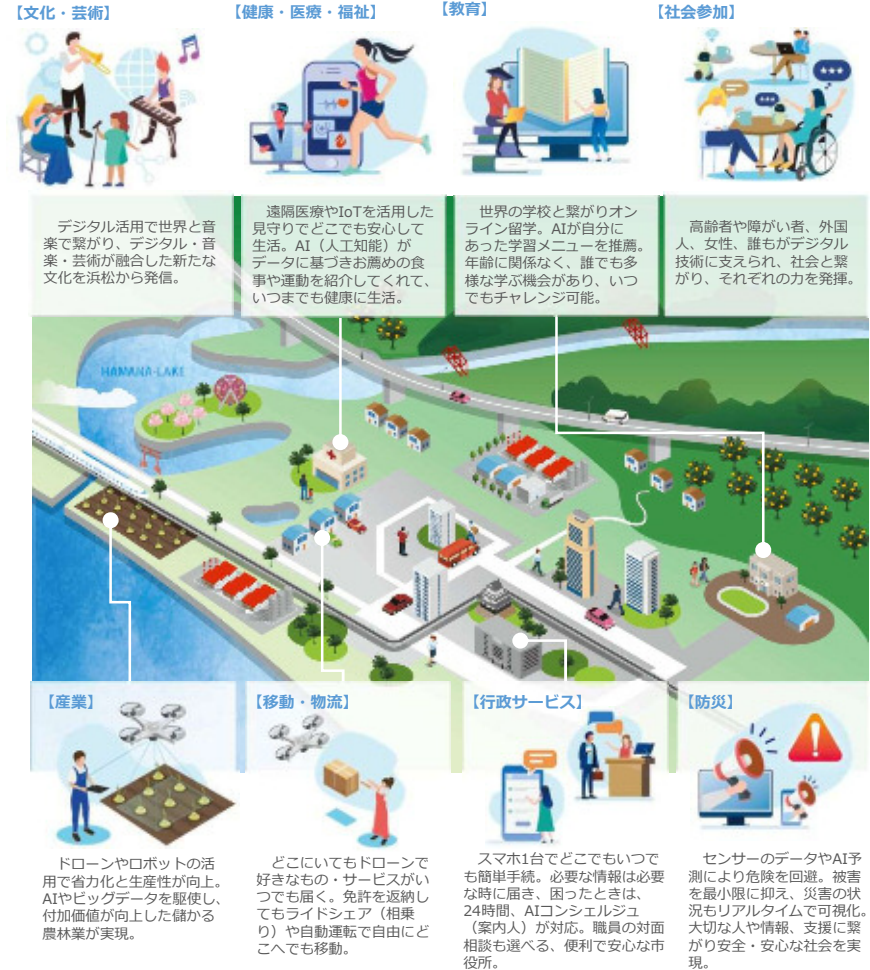 【文化・芸術】
【健康・医療・福祉】
【教育】
【社会参加】
デジタル活用で世界と音
楽で繋がり、デジタル・音
楽・芸術が融合した新たな
文化を浜松から発信。
遠隔医療やIoTを活用した
見守りでどこでも安心して
生活。AI（人工知能）が
データに基づきお薦めの食
事や運動を紹介してくれて、
いつまでも健康に生活。
世界の学校と繋がりオン
ライン留学。AIが自分に
あった学習メニューを推薦。
年齢に関係なく、誰でも多
様な学ぶ機会があり、いつ
でもチャレンジ可能。
高齢者や障がい者、外国
人、女性、誰もがデジタル
技術に支えられ、社会と繋
がり、それぞれの力を発揮。
HAMANA-LAKE
【産業】
【移動・物流】
【行政サービス】
【防災】
ドローンやロボットの活
用で省力化と生産性が向上。
AIやビッグデータを駆使し、
付加価値が向上した儲かる
農林業が実現。
どこにいてもドローンで
好きなもの・サービスがい
つでも届く。免許を返納し
てもライドシェア（相乗
り）や自動運転で自由にど
こへでも移動。
スマホ1台でどこでもいつで
も簡単手続。必要な情報は必要
な時に届き、困ったときは、
24時間、AIコンシェルジュ
（案内人）が対応。職員の対面
相談も選べる、便利で安心な市
役所。
センサーのデータやAI予
測により危険を回避。被害
を最小限に抑え、災害の状
況もリアルタイムで可視化。
大切な人や情報、支援に繋
がり安全・安心な社会を実
現。